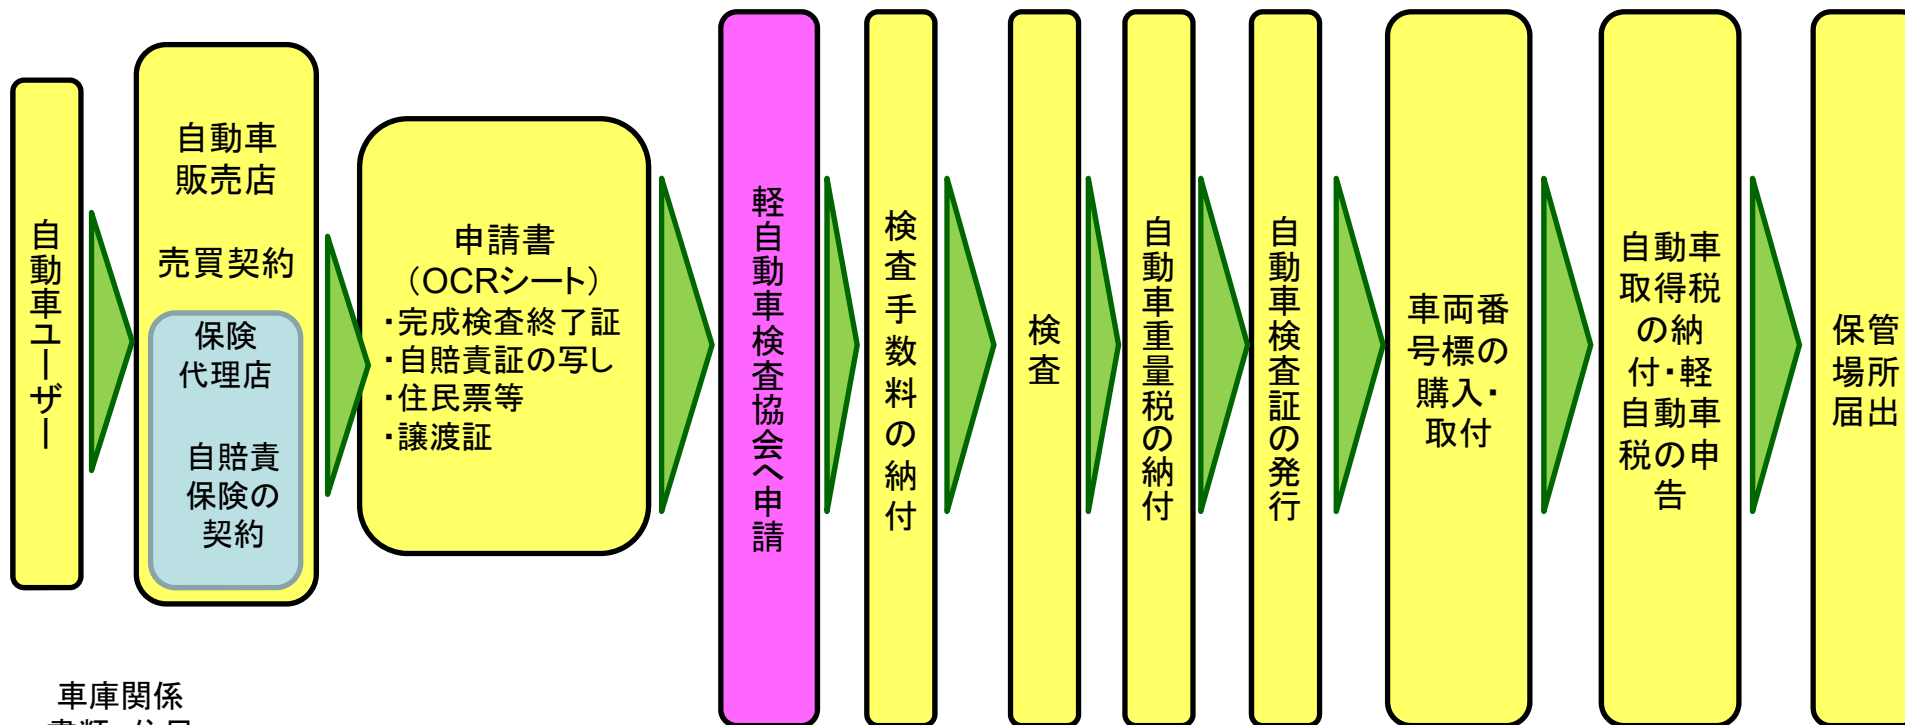 自動車ユーザー
自動車
販売店
売買契約
保険
代理店
自賠責
保険の
契約
申請書
（OCRシート）
・完成検査終了証
・自賠責証の写し
・住民票等
・譲渡証
軽自動車検査協会へ申請
検査手数料の納付
検査
自動車重量税の納付
自動車検査証の発行
車両番
号標の
購入・
取付
自動車
取得税
の納
付・軽
自動車
税の申
告
保管
場所
届出
車庫関係